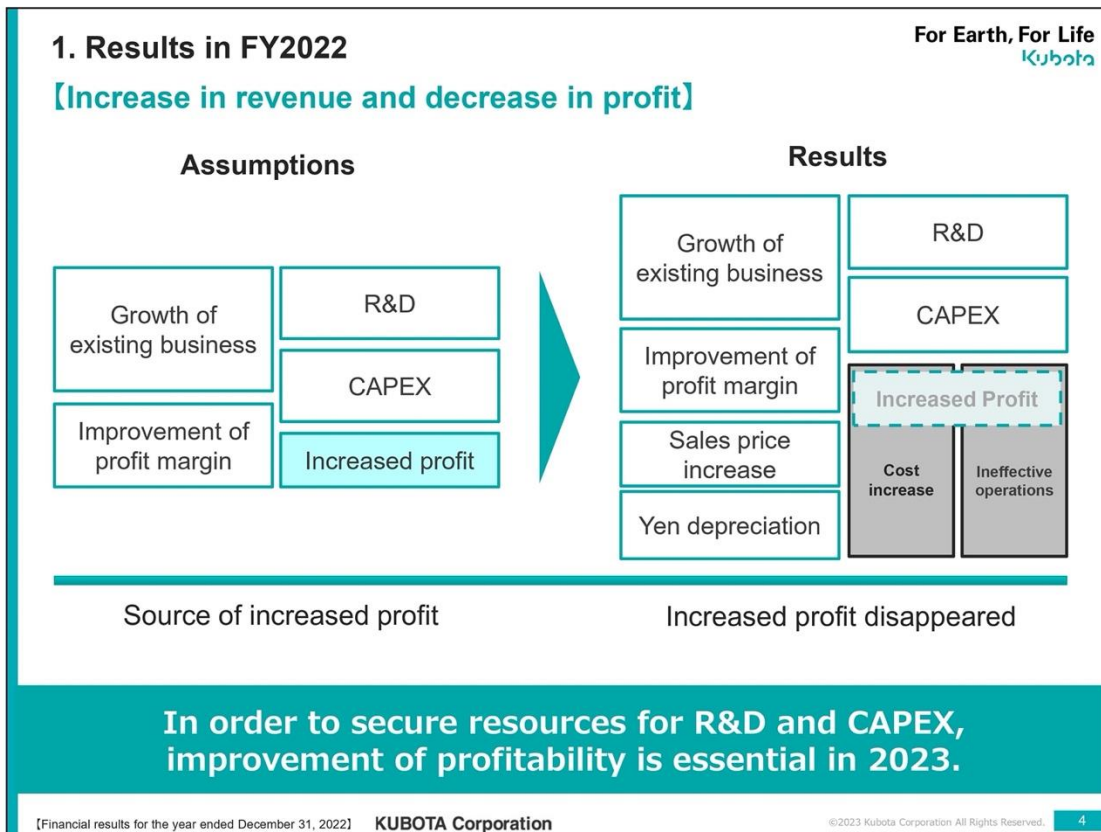 1. Results in FY2022
For Earth, For Life
Kubota
【Increase in revenue and decrease in profit】
Assumptions
Growth of
existing business
Improvement of
profit margin
R&D
CAPEX
Increased profit
Source of increased profit
Results
Growth of
existing business
Improvement of
profit margin
Sales price
increase
Yen depreciation
R&D
CAPEX
Increased Profit
Cost
increase
Ineffective
operations
Increased profit disappeared
In order to secure resources for R&D and CAPEX,
improvement of profitability is essential in 2023.
【Financial results for the year ended December 31, 2022】 KUBOTA Corporation
©2023 Kubota Corporation All Rights Reserved. 4